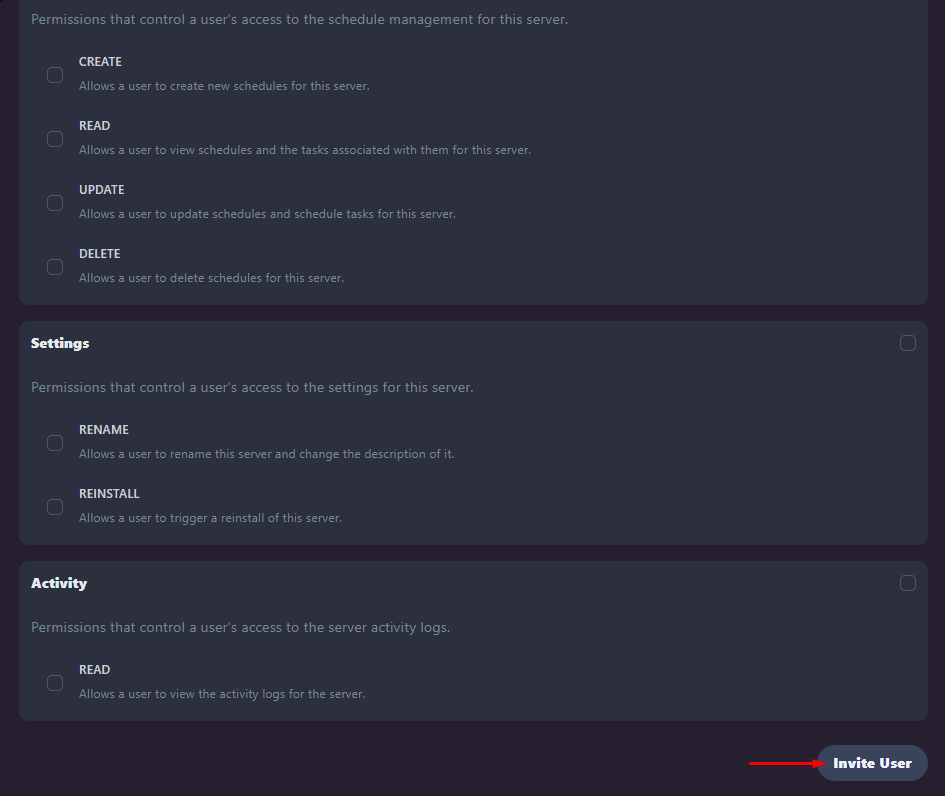 Permissions that control a user's access to the schedule management for this server.
CREATE
Allows a user to create new schedules for this server.
READ
Allows a user to view schedules and the tasks associated with them for this server.
UPDATE
Allows a user to update schedules and schedule tasks for this server.
DELETE
Allows a user to delete schedules for this server.
Settings
Permissions that control a user's access to the settings for this server.
RENAME
Allows a user to rename this server and change the description of it.
REINSTALL
Allows a user to trigger a reinstall of this server.
Activity
Permissions that control a user's access to the server activity logs.
READ
Allows a user to view the activity logs for the server.
Invite User